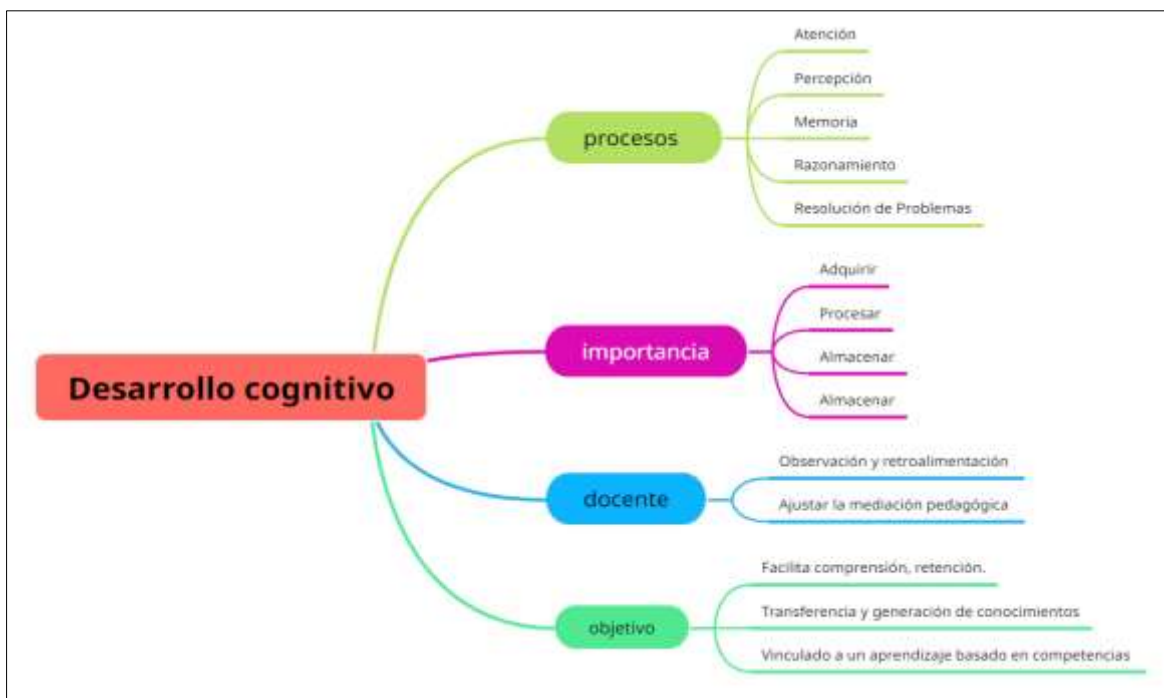 Desarrollo cognitivo
procesos
Atención
Percepción
Memoria
Razonamiento
Resolución de Problemas
importancia
Adquirir
Procesar
Almacenar
Almacenar
docente
Observación y retroalimentación
Ajustar la mediación pedagógica
objetivo
Facilita comprensión, retención.
Transferencia y generación de conocimientos
Vinculado a un aprendizaje basado en competencias